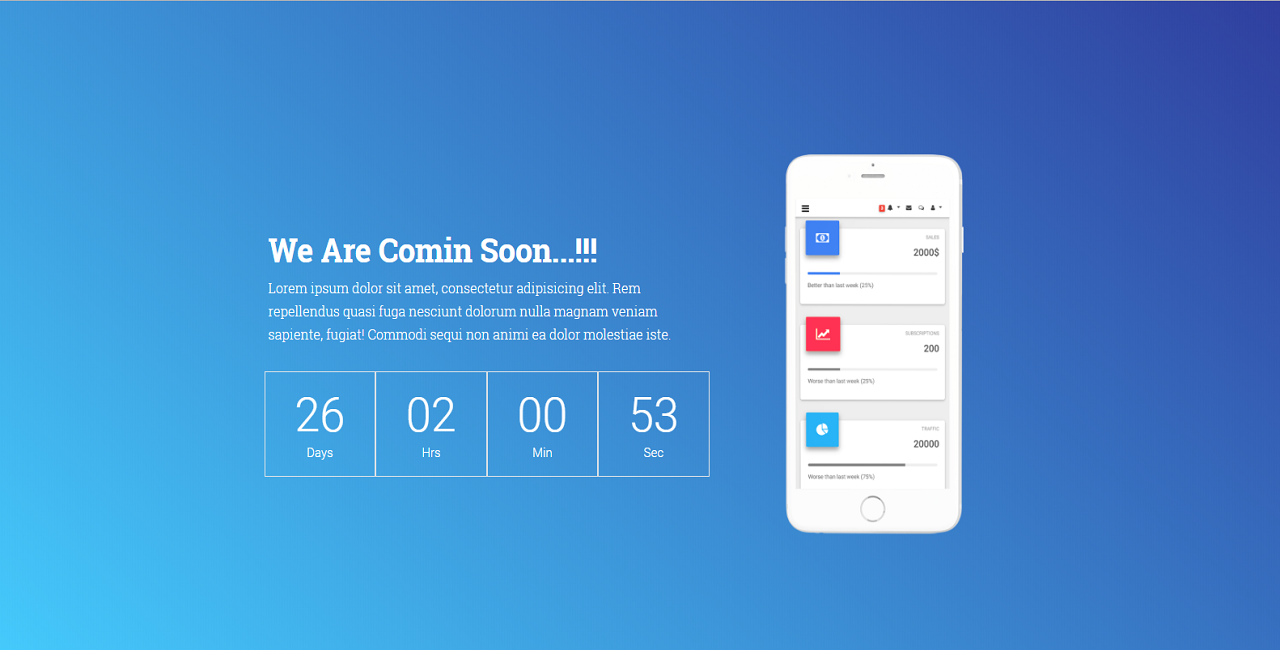 We Are Comin Soon...!!!
Lorem ipsum dolor sit amet, consectetur adipisicing elit. Rem
repellendus quasi fuga nesciunt dolorum nulla magnam veniam
sapiente, fugiat! Commodi sequi non animi ea dolor molestiae iste.
26 02 00 53
Days Hrs Min Sec
SALES
2000$
Better than last week (25%)
SUBSCRIPTIONS
200
Worse than last week (25%)
TRAFFIC
20000
Worse than last week (75%)